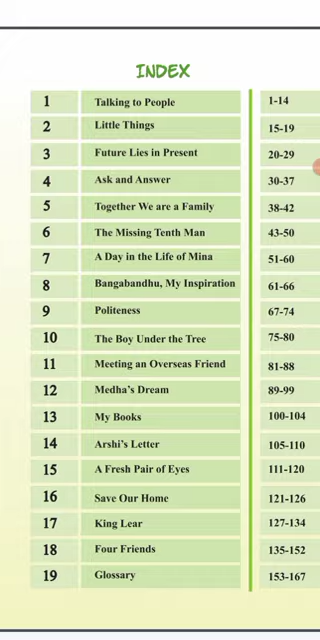 INDEX
1 Talking to People 1-14
2 Little Things 15-19
3 Future Lies in Present 20-29
4 Ask and Answer 30-37
5 Together We are a Family 38-42
6 The Missing Tenth Man 43-50
7 A Day in the Life of Mina 51-60
8 Bangabandhu, My Inspiration 61-66
9 Politeness 67-74
10 The Boy Under the Tree 75-80
11 Meeting an Overseas Friend 81-88
12 Medha's Dream 89-99
13 My Books 100-104
14 Arshi's Letter 105-110
15 A Fresh Pair of Eyes 111-120
16 Save Our Home 121-126
17 King Lear 127-134
18 Four Friends 135-152
19 Glossary 153-167